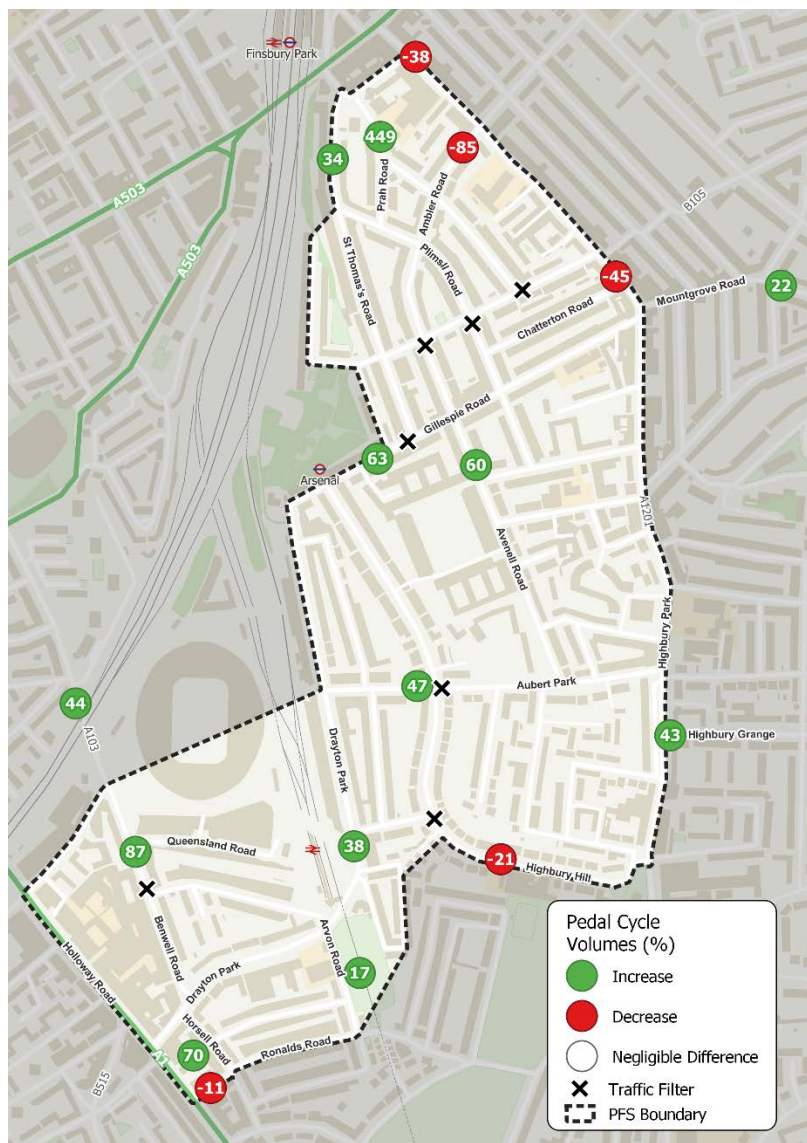 Finsbury Park
-38
449
-85
34
A503
Prah Road
Ambler Road
A503
B105
St Thomas's Road
Plimsll Road
-45
Mountgrove Road
22
Chatterton Road
Gillespie Road
63
60
Arsenal
A1201
Avenell Road
Highbury Park
47
Aubert Park
44
A103
43
Highbury Grange
Drayton Park
Queensland Road
87
38
-21
Highbury Hill
Benwell Road
Holloway Road
Drayton Park
Arvon Road
17
Horsell Road
70
Ronalds Road
A1
-11
B515
Pedal Cycle
Volumes (%)
Increase
Decrease
Negligible Difference
Traffic Filter
PFS Boundary